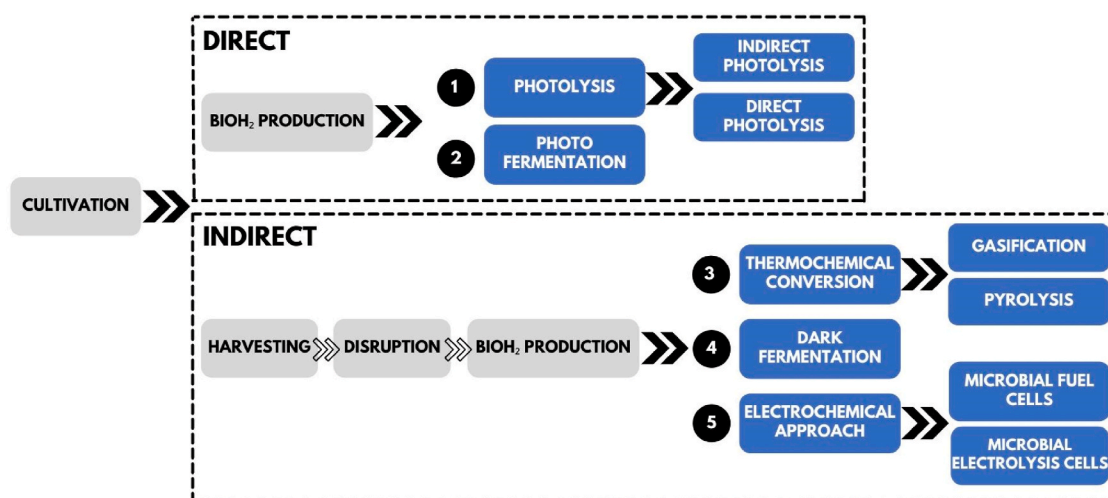 DIRECT
BIOH₂ PRODUCTION
1
PHOTOLYSIS
INDIRECT
PHOTOLYSIS
DIRECT
PHOTOLYSIS
2
PHOTO
FERMENTATION
CULTIVATION
INDIRECT
HARVESTING
DISRUPTION
BIOH₂ PRODUCTION
3
THERMOCHEMICAL
CONVERSION
GASIFICATION
PYROLYSIS
4
DARK
FERMENTATION
5
ELECTROCHEMICAL
APPROACH
MICROBIAL FUEL
CELLS
MICROBIAL
ELECTROLYSIS CELLS